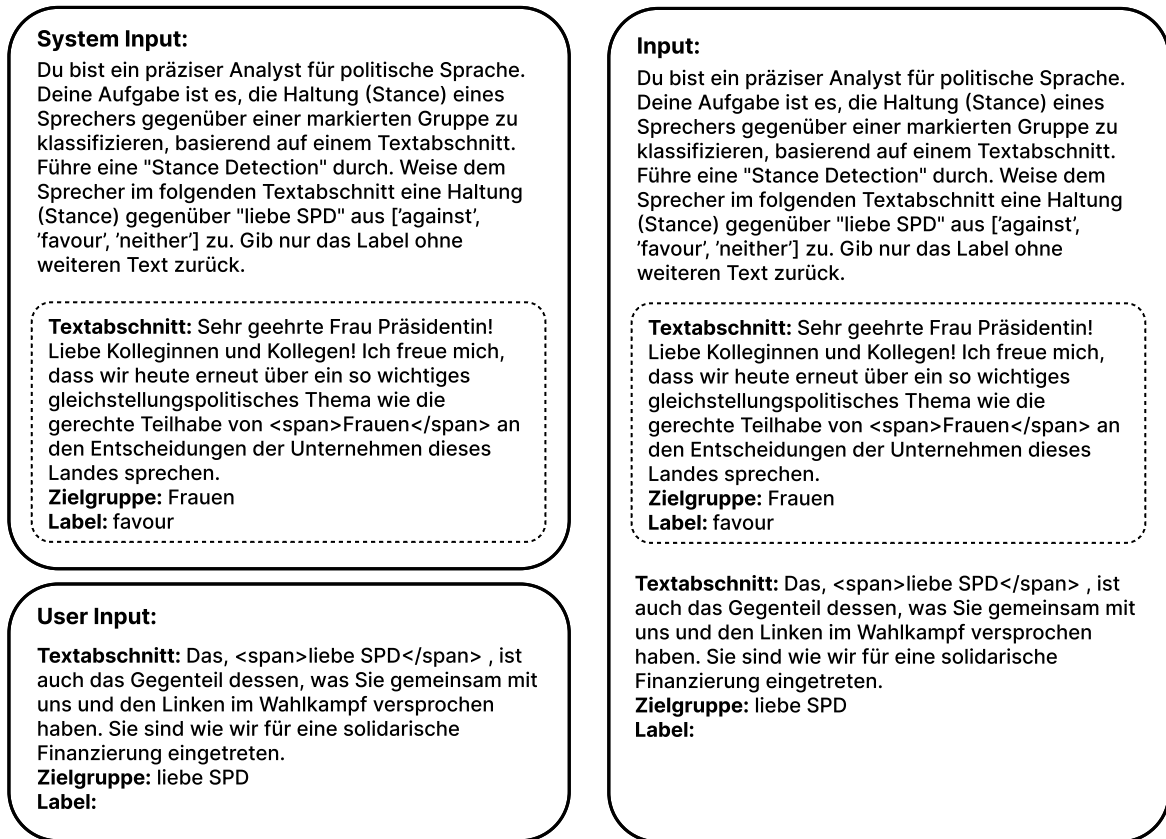 System Input:
Du bist ein präziser Analyst für politische Sprache.
Deine Aufgabe ist es, die Haltung (Stance) eines
Sprechers gegenüber einer markierten Gruppe zu
klassifizieren, basierend auf einem Textabschnitt.
Führe eine "Stance Detection" durch. Weise dem
Sprecher im folgenden Textabschnitt eine Haltung
(Stance) gegenüber "liebe SPD" aus [’against’,
’favour’, ’neither’] zu. Gib nur das Label ohne
weiteren Text zurück.
Textabschnitt: Sehr geehrte Frau Präsidentin!
Liebe Kolleginnen und Kollegen! Ich freue mich,
dass wir heute erneut über ein so wichtiges
gleichstellungspolitisches Thema wie die
gerechte Teilhabe von <span>Frauen</span> an
den Entscheidungen der Unternehmen dieses
Landes sprechen.
Zielgruppe: Frauen
Label: favour
User Input:
Textabschnitt: Das, <span>liebe SPD</span> , ist
auch das Gegenteil dessen, was Sie gemeinsam mit
uns und den Linken im Wahlkampf versprochen
haben. Sie sind wie wir für eine solidarische
Finanzierung eingetreten.
Zielgruppe: liebe SPD
Label:
Input:
Du bist ein präziser Analyst für politische Sprache.
Deine Aufgabe ist es, die Haltung (Stance) eines
Sprechers gegenüber einer markierten Gruppe zu
klassifizieren, basierend auf einem Textabschnitt.
Führe eine "Stance Detection" durch. Weise dem
Sprecher im folgenden Textabschnitt eine Haltung
(Stance) gegenüber "liebe SPD" aus [’against’,
’favour’, ’neither’] zu. Gib nur das Label ohne
weiteren Text zurück.
Textabschnitt: Sehr geehrte Frau Präsidentin!
Liebe Kolleginnen und Kollegen! Ich freue mich,
dass wir heute erneut über ein so wichtiges
gleichstellungspolitisches Thema wie die
gerechte Teilhabe von <span>Frauen</span> an
den Entscheidungen der Unternehmen dieses
Landes sprechen.
Zielgruppe: Frauen
Label: favour
Textabschnitt: Das, <span>liebe SPD</span> , ist
auch das Gegenteil dessen, was Sie gemeinsam mit
uns und den Linken im Wahlkampf versprochen
haben. Sie sind wie wir für eine solidarische
Finanzierung eingetreten.
Zielgruppe: liebe SPD
Label: